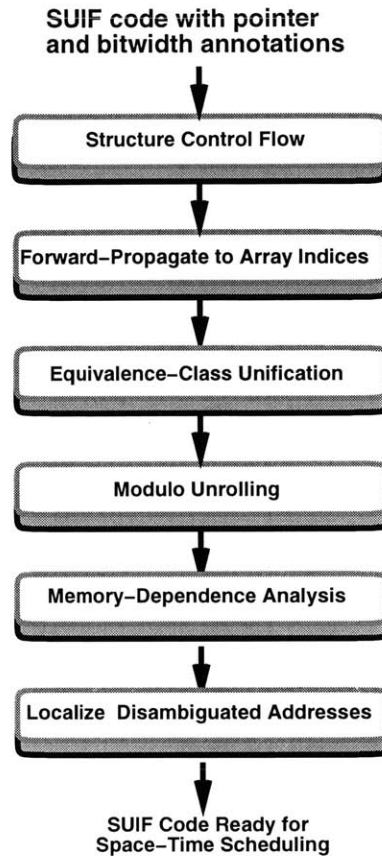 SUIF code with pointer
and bitwidth annotations
Structure Control Flow
Forward–Propagate to Array Indices
Equivalence–Class Unification
Modulo Unrolling
Memory–Dependence Analysis
Localize Disambiguated Addresses
SUIF Code Ready for
Space–Time Scheduling